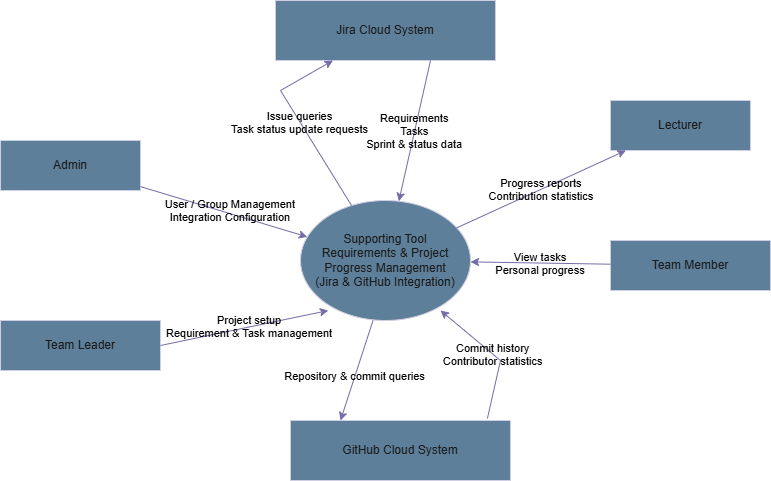 Jira Cloud System
Issue queries
Task status update requests
Requirements
Tasks
Sprint & status data
Lecturer
Admin
Progress reports
Contribution statistics
User / Group Management
Integration Configuration
Supporting Tool
Requirements & Project
Progress Management
(Jira & GitHub Integration)
View tasks
Personal progress
Team Member
Project setup
Requirement & Task management
Team Leader
Commit history
Contributor statistics
Repository & commit queries
GitHub Cloud System